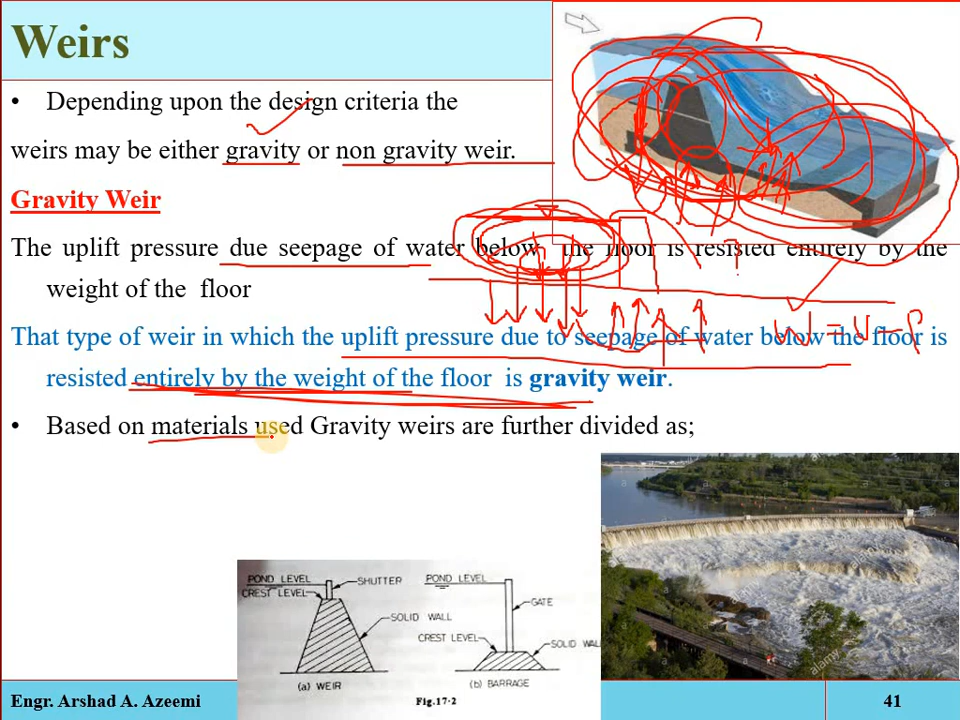 Weirs
• Depending upon the design criteria the
weirs may be either gravity or non gravity weir.
Gravity Weir
The uplift pressure due seepage of water below the floor is resisted entirely by the
weight of the floor
That type of weir in which the uplift pressure due to seepage of water below the floor is
resisted entirely by the weight of the floor is gravity weir.
• Based on materials used Gravity weirs are further divided as;
POND LEVEL
CREST LEVEL
SHUTTER
SOLID WALL
(a) WEIR
POND LEVEL
GATE
CREST LEVEL
SOLID WALL
(b) BARRAGE
Fig.17-2
alamy
alamy
Engr. Arshad A. Azeemi
41